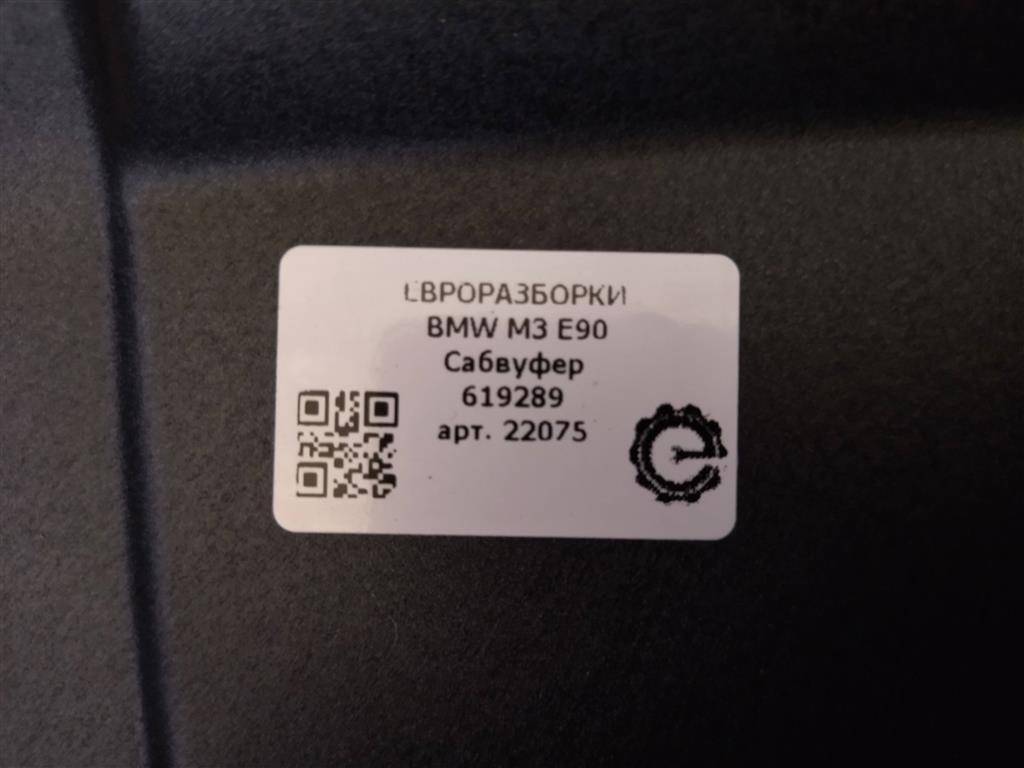 ЕВРОРАЗБОРКИ
BMW M3 E90
Сабвуфер
619289
арт. 22075